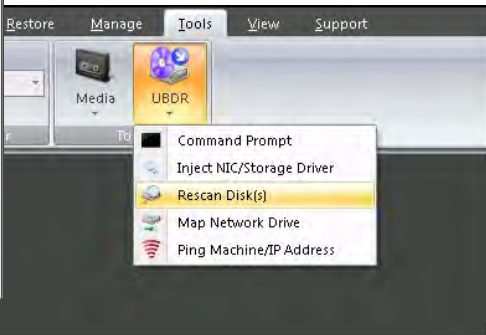 Restore Manage Tools View Support
Media UBDR
To
Command Prompt
Inject NIC/Storage Driver
Rescan Disk(s)
Map Network Drive
Ping Machine/IP Address